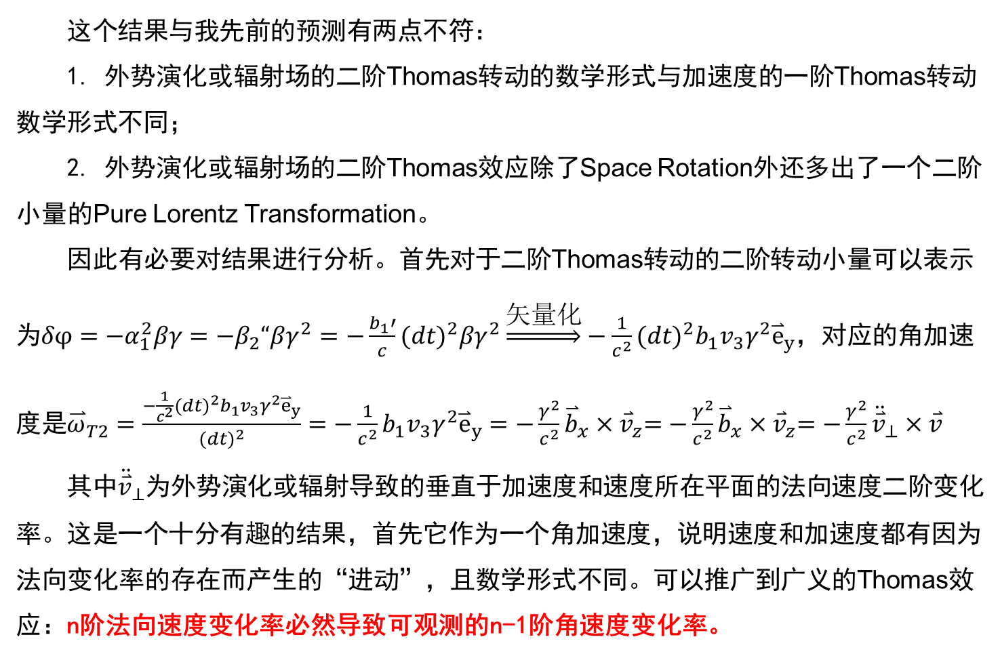 这个结果与我先前的预测有两点不符：
1. 外势演化或辐射场的二阶Thomas转动的数学形式与加速度的一阶Thomas转动
数学形式不同；
2. 外势演化或辐射场的二阶Thomas效应除了Space Rotation外还多出了一个二阶
小量的Pure Lorentz Transformation。
因此有必要对结果进行分析。首先对于二阶Thomas转动的二阶转动小量可以表示
为$\delta\varphi = -\alpha_1^2\beta\gamma = -\beta_2“\beta\gamma^2 = -\frac{b_1\prime}{c}(dt)^2\beta\gamma^2 \xRightarrow{矢量化} -\frac{1}{c^2}(dt)^2 b_1 v_3\gamma^2\vec{\mathrm{e}}_{\mathrm{y}}$，对应的角加速
度是$\vec{\omega}_{T2} = \frac{-\frac{1}{c^2}(dt)^2 b_1 v_3\gamma^2\vec{\mathrm{e}}_{\mathrm{y}}}{(dt)^2} = -\frac{1}{c^2}b_1 v_3\gamma^2\vec{\mathrm{e}}_{\mathrm{y}} = -\frac{\gamma^2}{c^2}\vec{b}_x \times \vec{v}_z = -\frac{\gamma^2}{c^2}\vec{b}_x \times \vec{v}_z = -\frac{\gamma^2}{c^2}\ddot{\vec{v}}_\perp \times \vec{v}$
其中$\ddot{\vec{v}}_\perp$为外势演化或辐射导致的垂直于加速度和速度所在平面的法向速度二阶变化
率。这是一个十分有趣的结果，首先它作为一个角加速度，说明速度和加速度都有因为
法向变化率的存在而产生的“进动”，且数学形式不同。可以推广到广义的Thomas效
应：n阶法向速度变化率必然导致可观测的n-1阶角速度变化率。